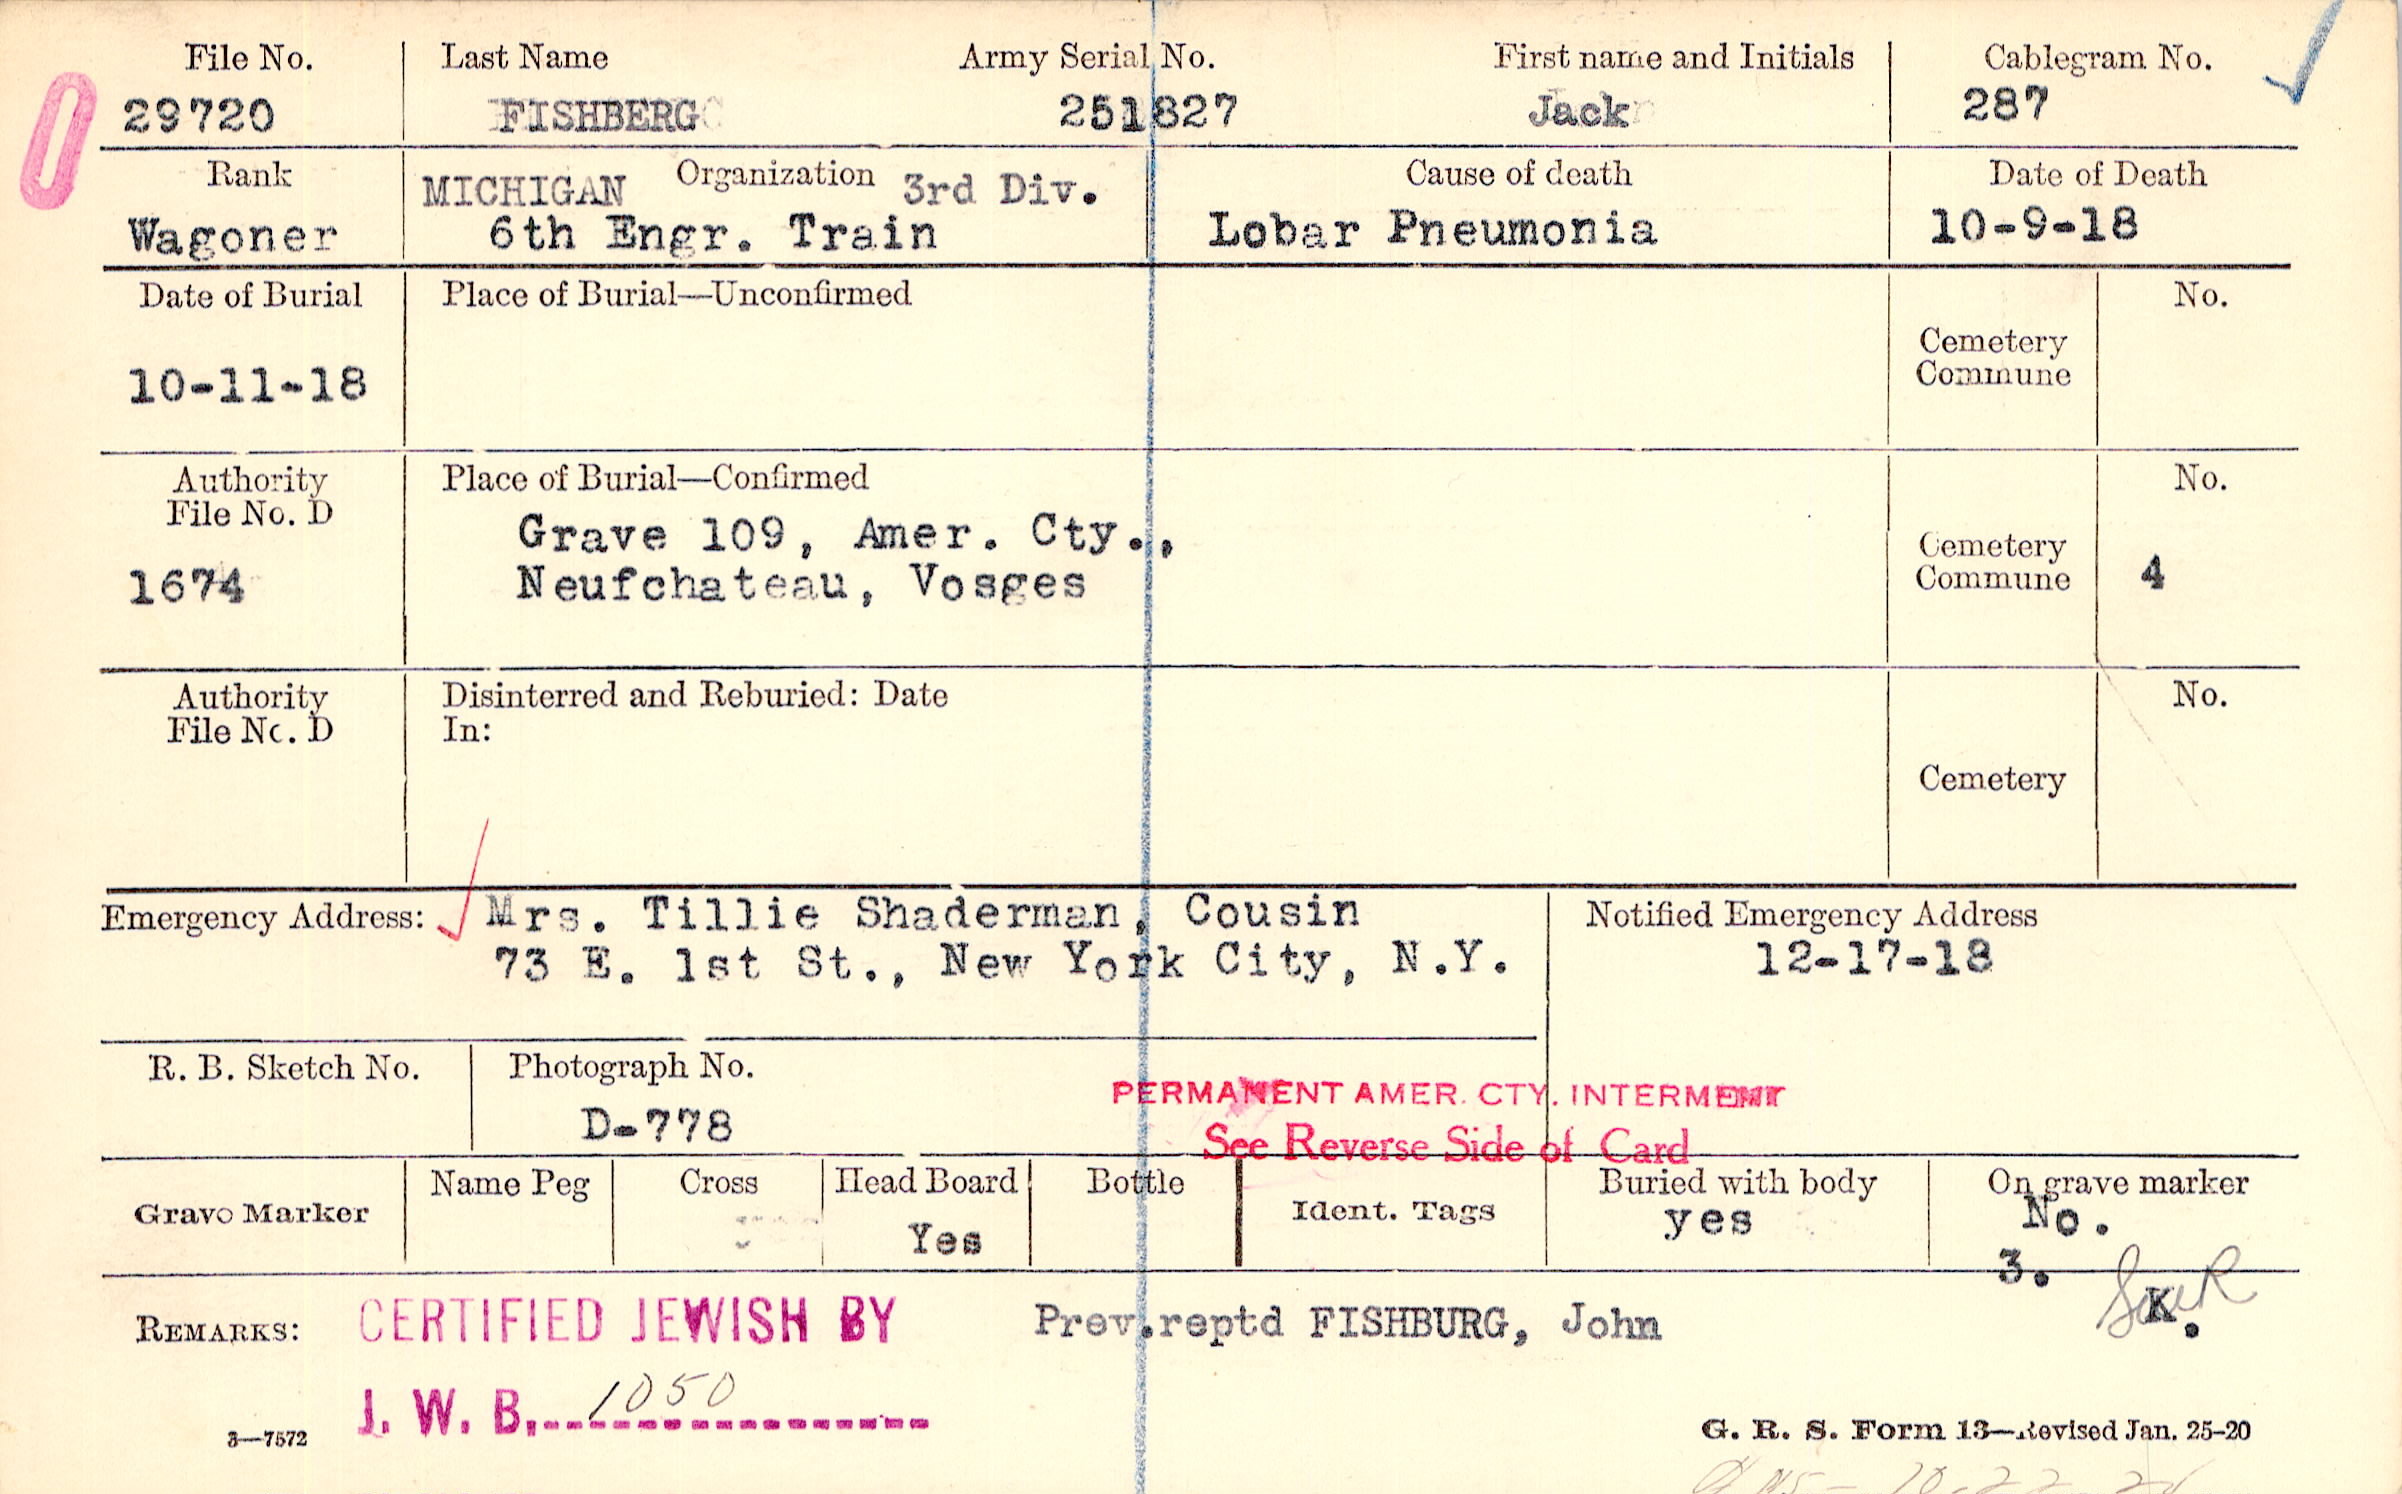 File No. Last Name Army Serial No. First name and Initials Cablegram No.
29720 FISHBERG 251827 Jack 287
Rank MICHIGAN Organization 3rd Div. Cause of death Date of Death
Wagoner 6th Engr. Train Lobar Pneumonia 10-9-18
Date of Burial Place of Burial—Unconfirmed No.
Cemetery
Commune
10-11-18
Authority Place of Burial—Confirmed No.
File No. D
Grave 109, Amer. Cty.,
Cemetery
1674 Neufchateau, Vosges Commune 4
Authority Disinterred and Reburied: Date No.
File No. D In:
Cemetery
Emergency Address: Mrs. Tillie Shaderman, Cousin Notified Emergency Address
73 E. 1st St., New York City, N.Y. 12-17-18
R. B. Sketch No. Photograph No.
D-778
PERMANENT AMER. CTY. INTERMENT
See Reverse Side of Card
Grave Marker Name Peg Cross Head Board Bottle Ident. Tags Buried with body On grave marker
Yes yes No.
3.
K.
REMARKS: CERTIFIED JEWISH BY Prev.reptd FISHBURG, John
J. W. B. 1050
3—7572 G. R. S. Form 13—Revised Jan. 25-20